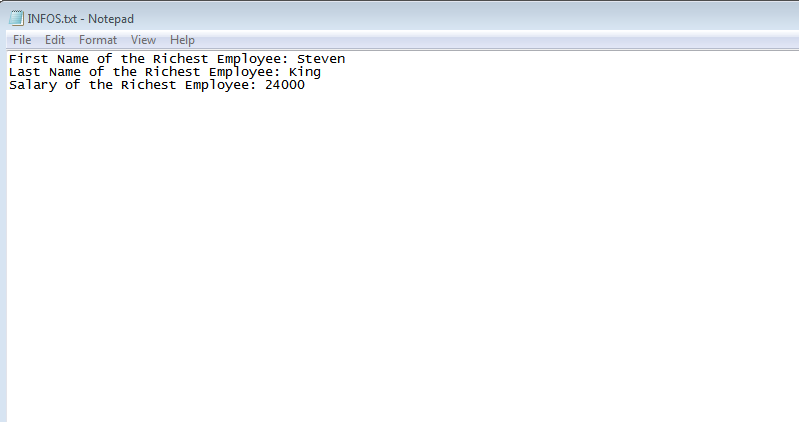 INFOS.txt - Notepad
File Edit Format View Help
First Name of the Richest Employee: Steven
Last Name of the Richest Employee: King
Salary of the Richest Employee: 24000